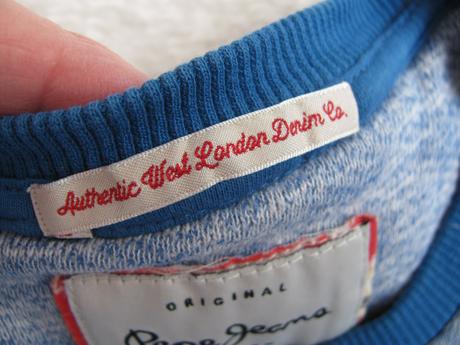 Authentic West London Denim Co.
ORIGINAL
Pepe Jeans